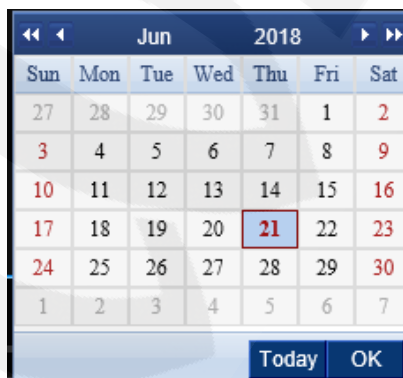 Jun 2018
Sun Mon Tue Wed Thu Fri Sat
27 28 29 30 31 1 2
3 4 5 6 7 8 9
10 11 12 13 14 15 16
17 18 19 20 21 22 23
24 25 26 27 28 29 30
1 2 3 4 5 6 7
Today OK